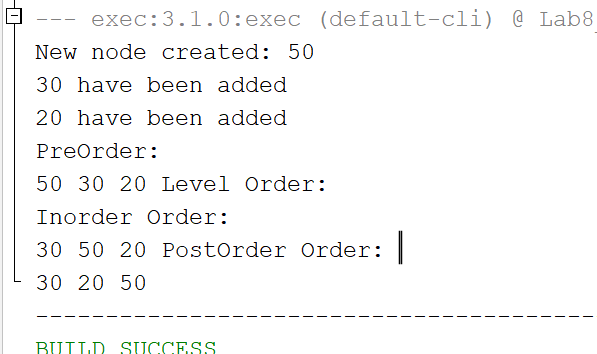 --- exec:3.1.0:exec (default-cli) @ Lab8_
New node created: 50
30 have been added
20 have been added
PreOrder:
50 30 20 Level Order:
Inorder Order:
30 50 20 PostOrder Order:
30 20 50
------------------------------------------
BUILD SUCCESS